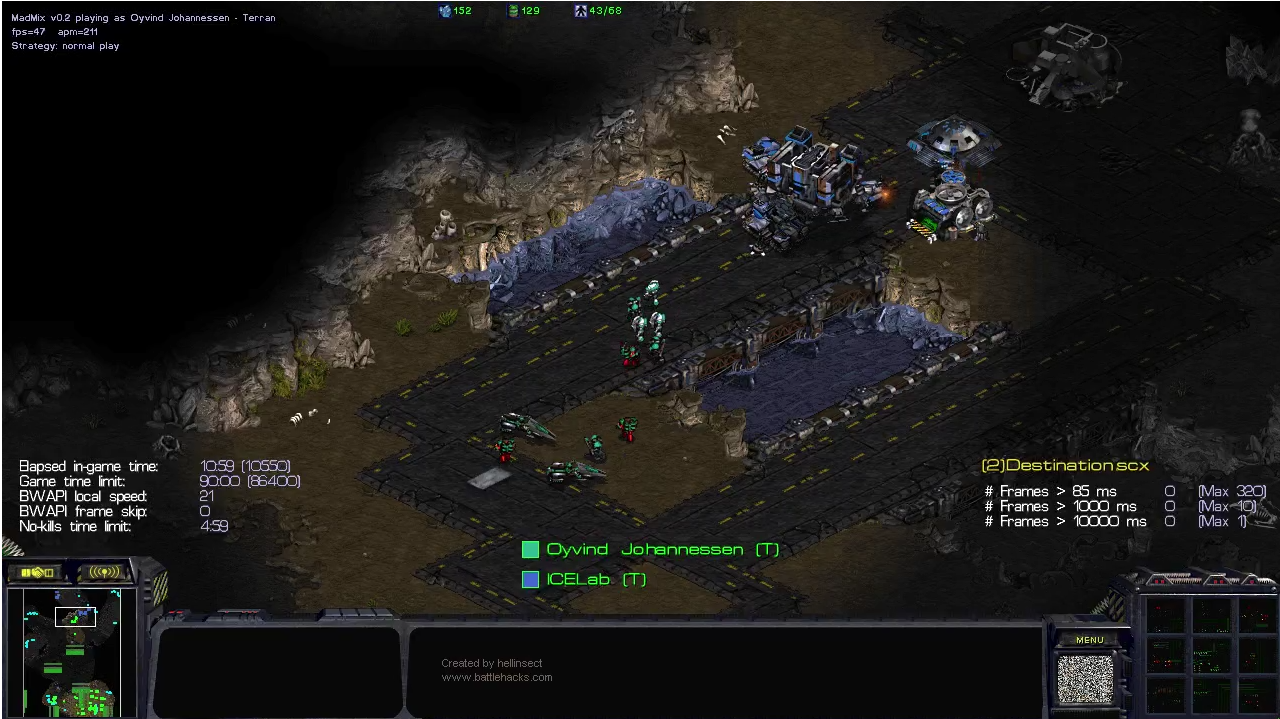 MadMix v0.2 playing as Oyvind Johannessen - Terran
fps=47 apm=211
Strategy: normal play
152 129 43/68
Elapsed in-game time: 10:59 (10550)
Game time limit: 90:00 (86400)
BWAPI local speed: 21
BWAPI frame skip: 0
No-kills time limit: 4:59
(2)Destination.scx
# Frames > 85 ms 0 (Max 320)
# Frames > 1000 ms 0 (Max 10)
# Frames > 10000 ms 0 (Max 1)
Oyvind Johannessen (T)
ICELab (T)
MENU
Created by hellinsect
www.battlehacks.com